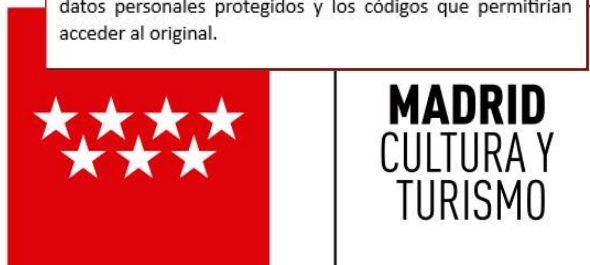 datos personales protegidos y los códigos que permitirían
acceder al original.
MADRID
CULTURA Y
TURISMO